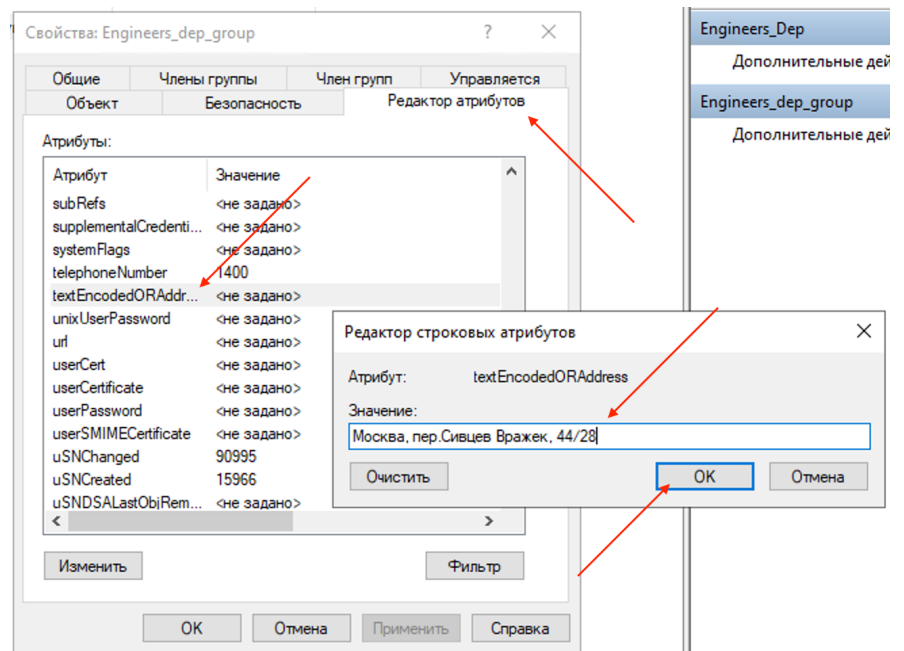 Свойства: Engineers_dep_group
?
Общие Члены группы Член групп Управляется
Объект Безопасность Редактор атрибутов
Атрибуты:
Атрибут Значение
subRefs <не задано>
supplementalCredenti... <не задано>
systemFlags <не задано>
telephoneNumber 1400
textEncodedORAddr... <не задано>
unixUserPassword <не задано>
url <не задано>
userCert <не задано>
userCertificate <не задано>
userPassword <не задано>
userSMIMECertificate <не задано>
uSNChanged 90995
uSNCreated 15966
uSNDSALastObjRem... <не задано>
Изменить Фильтр
OK Отмена Применить Справка
Редактор строковых атрибутов
Атрибут: textEncodedORAddress
Значение:
Москва, пер.Сивцев Вражек, 44/28
Очистить OK Отмена
Engineers_Dep
Дополнительные дей
Engineers_dep_group
Дополнительные дей